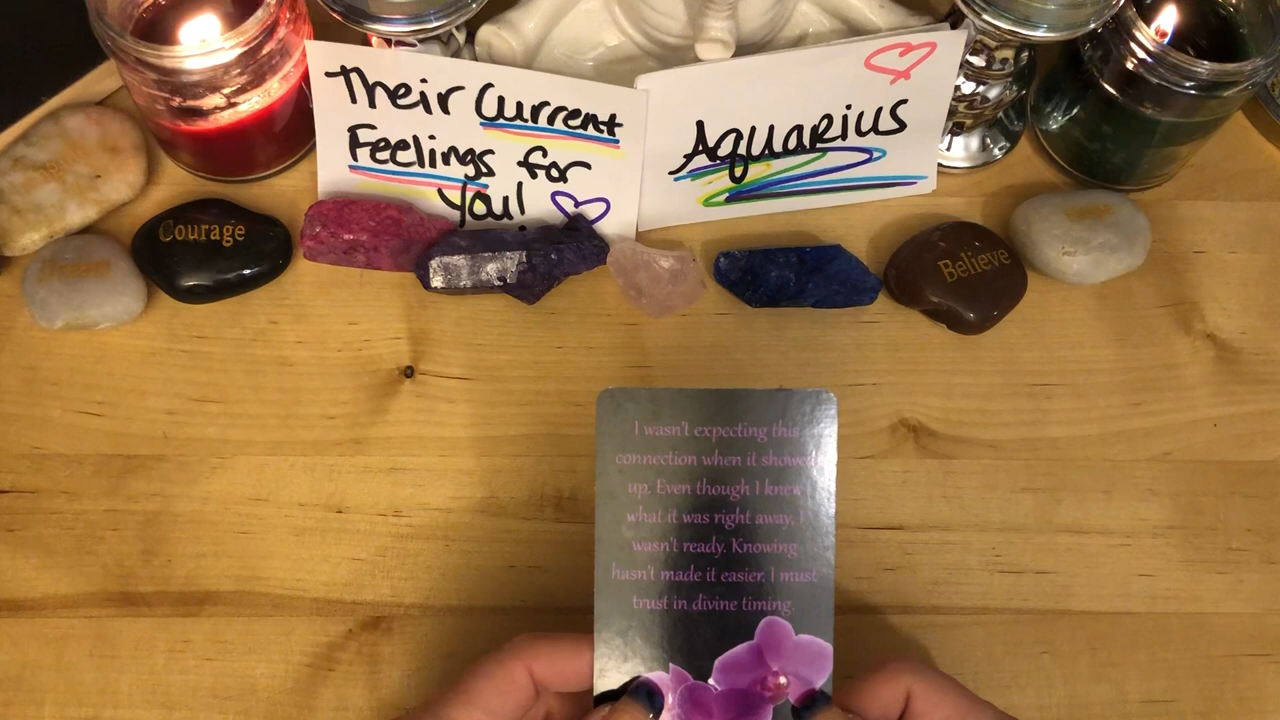 Their Current
Feelings for
You!
Aquarius
Courage
Believe
I wasn't expecting this
connection when it showed
up. Even though I knew
what it was right away, I
wasn't ready. Knowing
hasn't made it easier. I must
trust in divine timing.